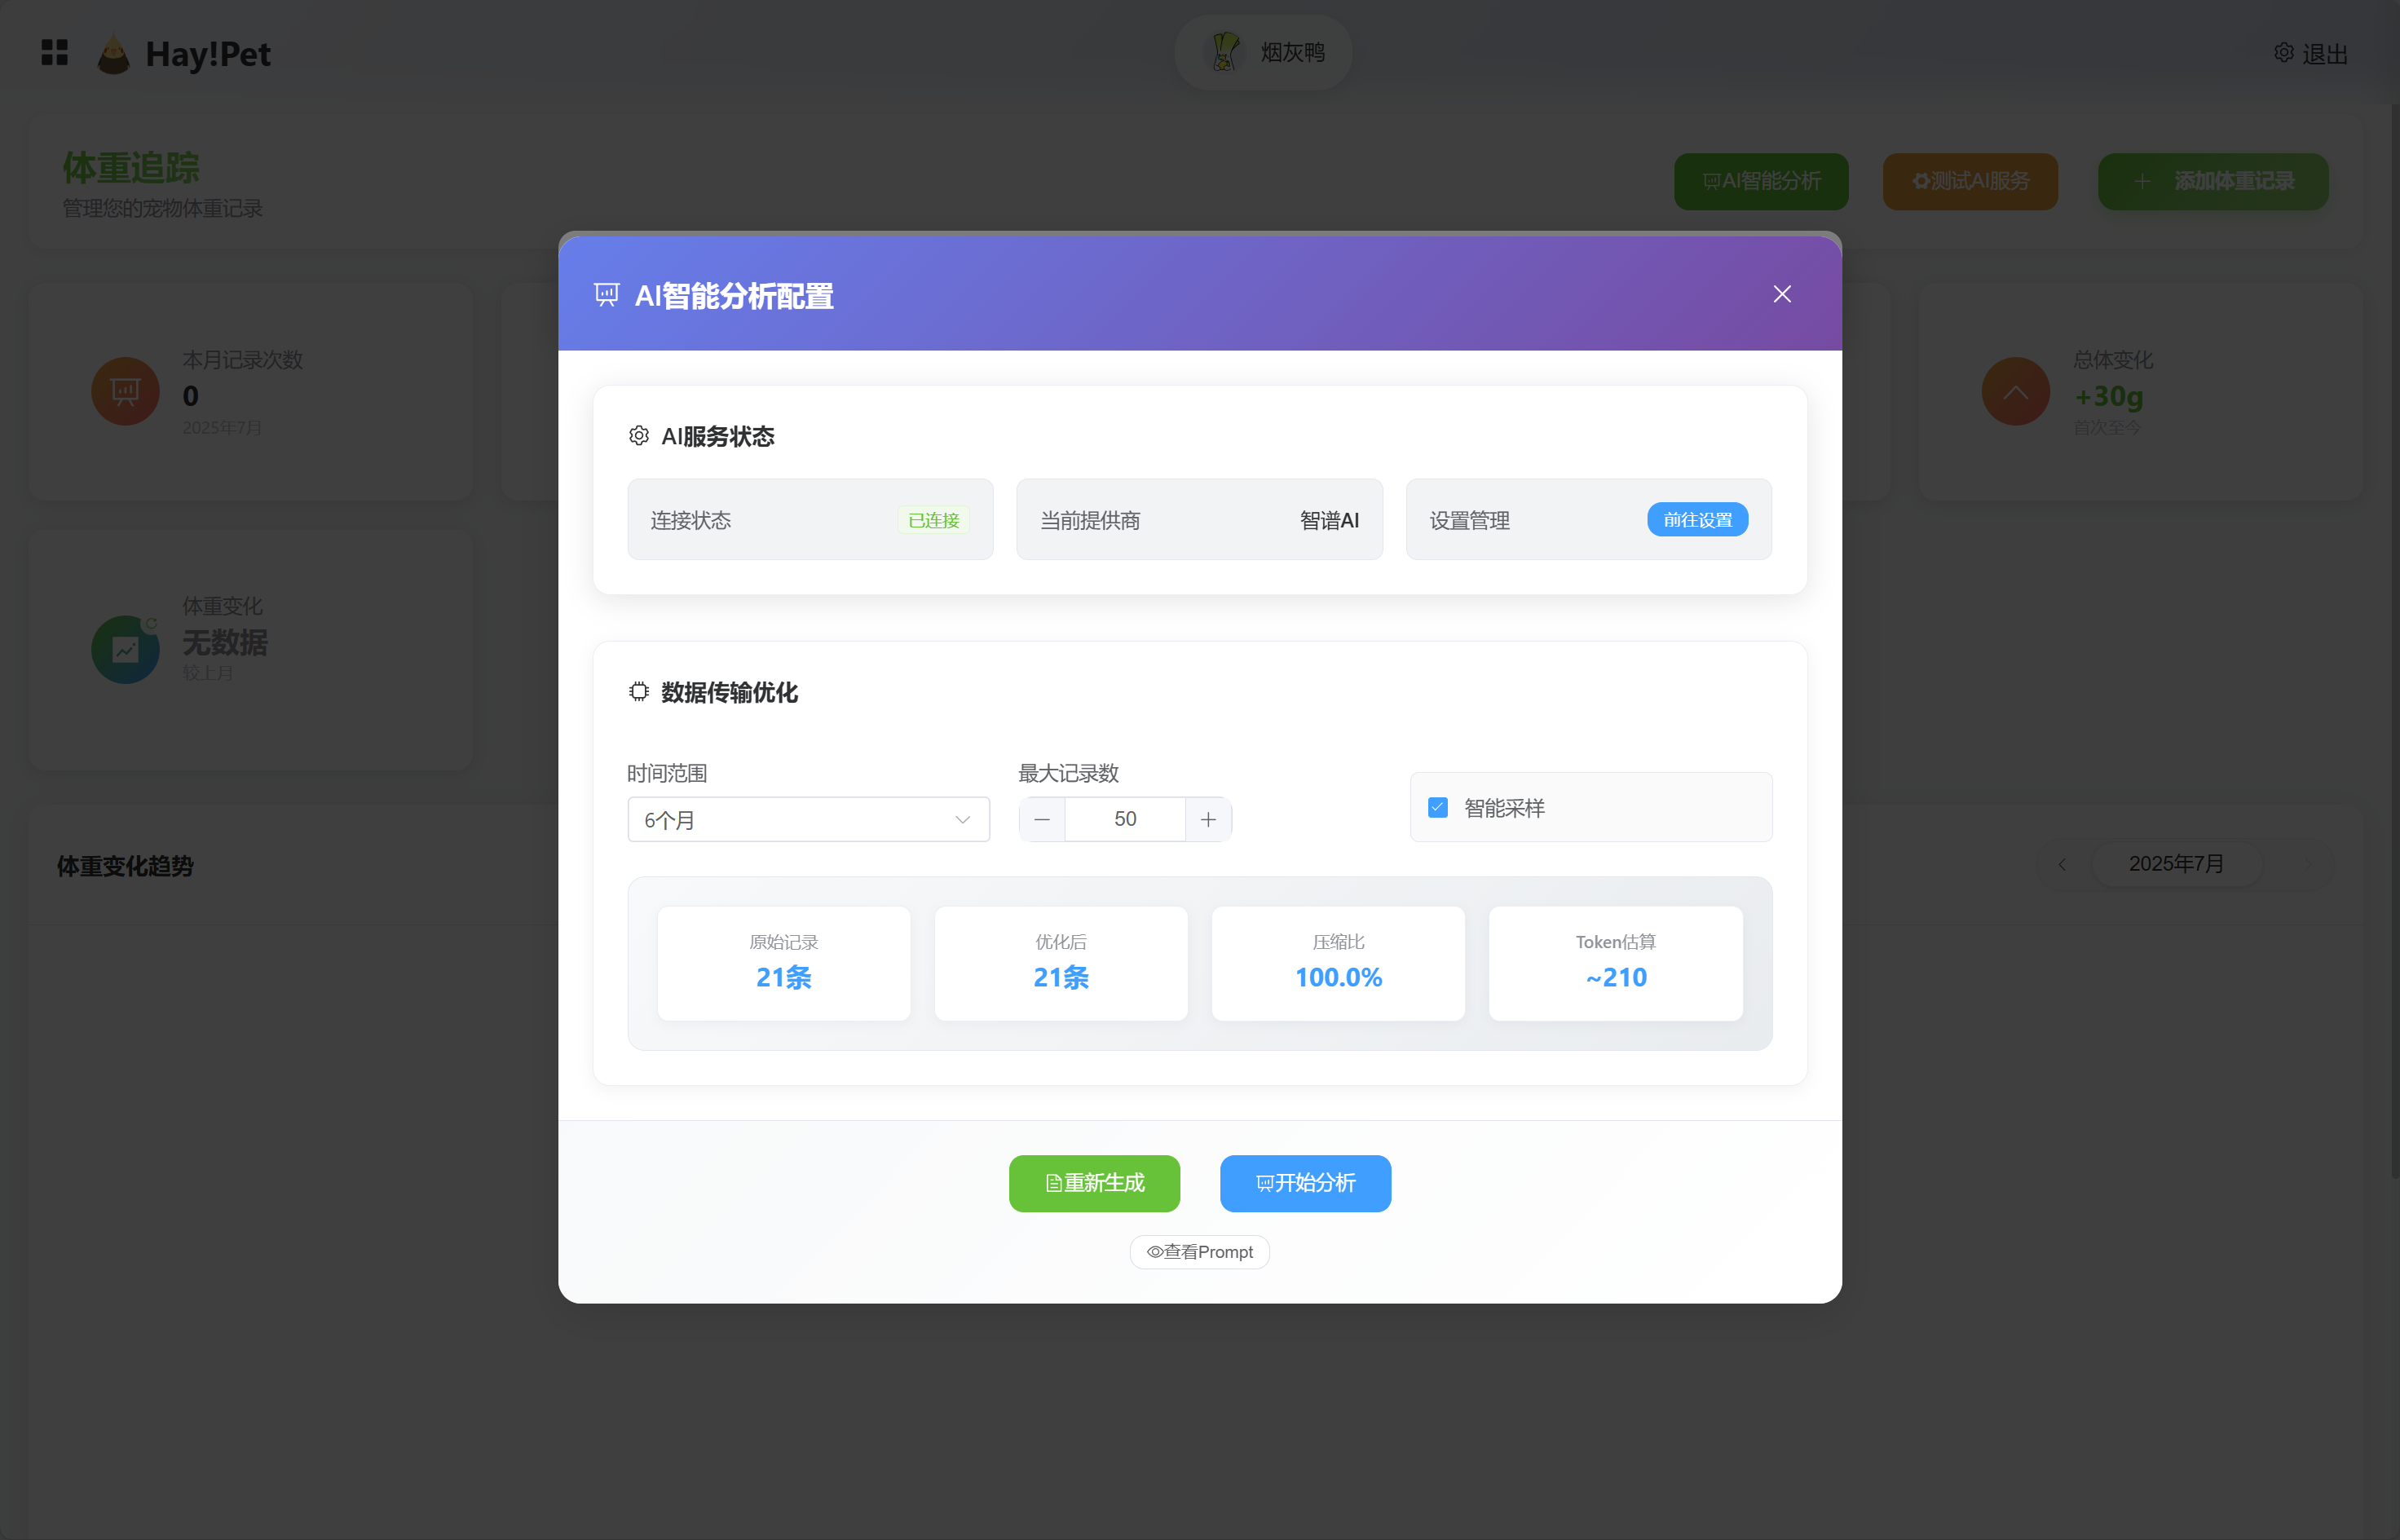 Hay!Pet
烟灰鸭
退出
体重追踪
管理您的宠物体重记录
AI智能分析
测试AI服务
添加体重记录
本月记录次数
0
2025年7月
总体变化
+30g
首次至今
体重变化
无数据
较上月
体重变化趋势
2025年7月
AI智能分析配置
AI服务状态
连接状态
已连接
当前提供商
智谱AI
设置管理
前往设置
数据传输优化
时间范围
6个月
最大记录数
50
智能采样
原始记录
21条
优化后
21条
压缩比
100.0%
Token估算
~210
重新生成
开始分析
查看Prompt